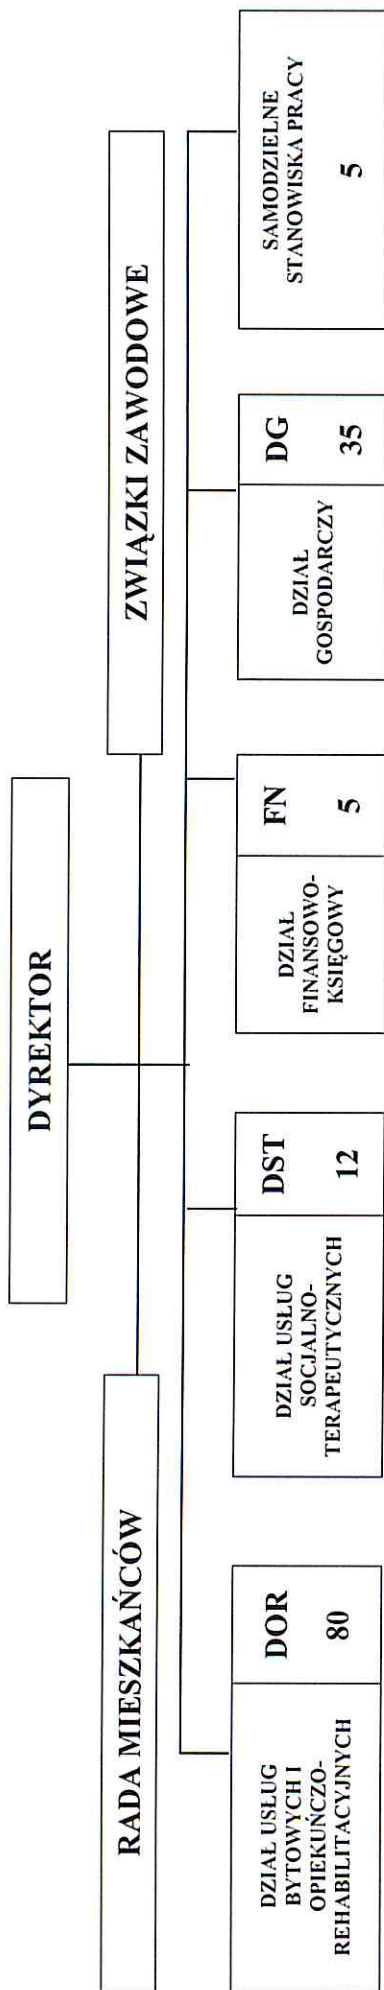 DYREKTOR
RADA MIESZKAŃCÓW
ZWIĄZKI ZAWODOWE
DZIAŁ USŁUG
BYTOWYCH I
OPIEKUŃCZO-
REHABILITACYJNYCH
DOR
80
DZIAŁ USŁUG
SOCJALNO-
TERAPEUTYCZNYCH
DST
12
DZIAŁ
FINANSOWO-
KSIĘGOWY
FN
5
DZIAŁ
GOSPODARCZY
DG
35
SAMODZIELNE
STANOWISKA PRACY
5